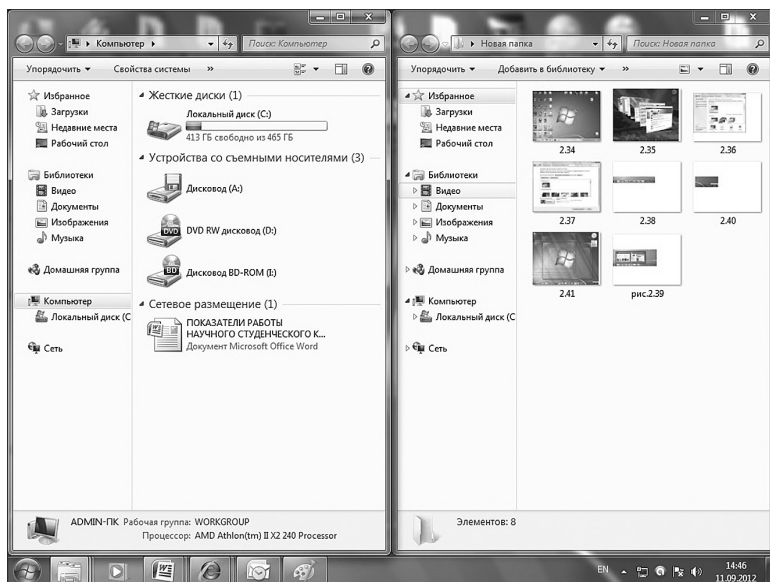 Компьютер
Поиск: Компьютер
Упорядочить
Свойства системы
»
Избранное
Загрузки
Недавние места
Рабочий стол
Библиотеки
Видео
Документы
Изображения
Музыка
Домашняя группа
Компьютер
Локальный диск (C
Сеть
Жесткие диски (1)
Локальный диск (C:)
413 ГБ свободно из 465 ГБ
Устройства со съемными носителями (3)
Дисковод (A:)
DVD
DVD RW дисковод (D:)
BD
Дисковод BD-ROM (I:)
Сетевое размещение (1)
ПОКАЗАТЕЛИ РАБОТЫ
НАУЧНОГО СТУДЕНЧЕСКОГО К...
Документ Microsoft Office Word
ADMIN-ПК Рабочая группа: WORKGROUP
Процессор: AMD Athlon(tm) II X2 240 Processor
Новая папка
Поиск: Новая папка
Упорядочить
Добавить в библиотеку
»
Избранное
Загрузки
Недавние места
Рабочий стол
Библиотеки
Видео
Документы
Изображения
Музыка
Домашняя группа
Компьютер
Локальный диск (C
Сеть
2.34
2.35
2.36
2.37
2.38
2.40
2.41
рис.2.39
Элементов: 8
EN
14:46
11.09.2012